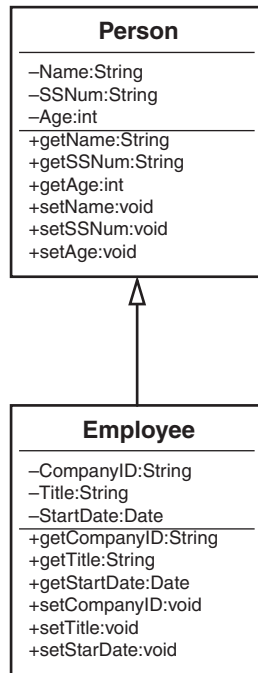 Person
–Name:String
–SSNum:String
–Age:int
+getName:String
+getSSNum:String
+getAge:int
+setName:void
+setSSNum:void
+setAge:void
Employee
–CompanyID:String
–Title:String
–StartDate:Date
+getCompanyID:String
+getTitle:String
+getStartDate:Date
+setCompanyID:void
+setTitle:void
+setStarDate:void